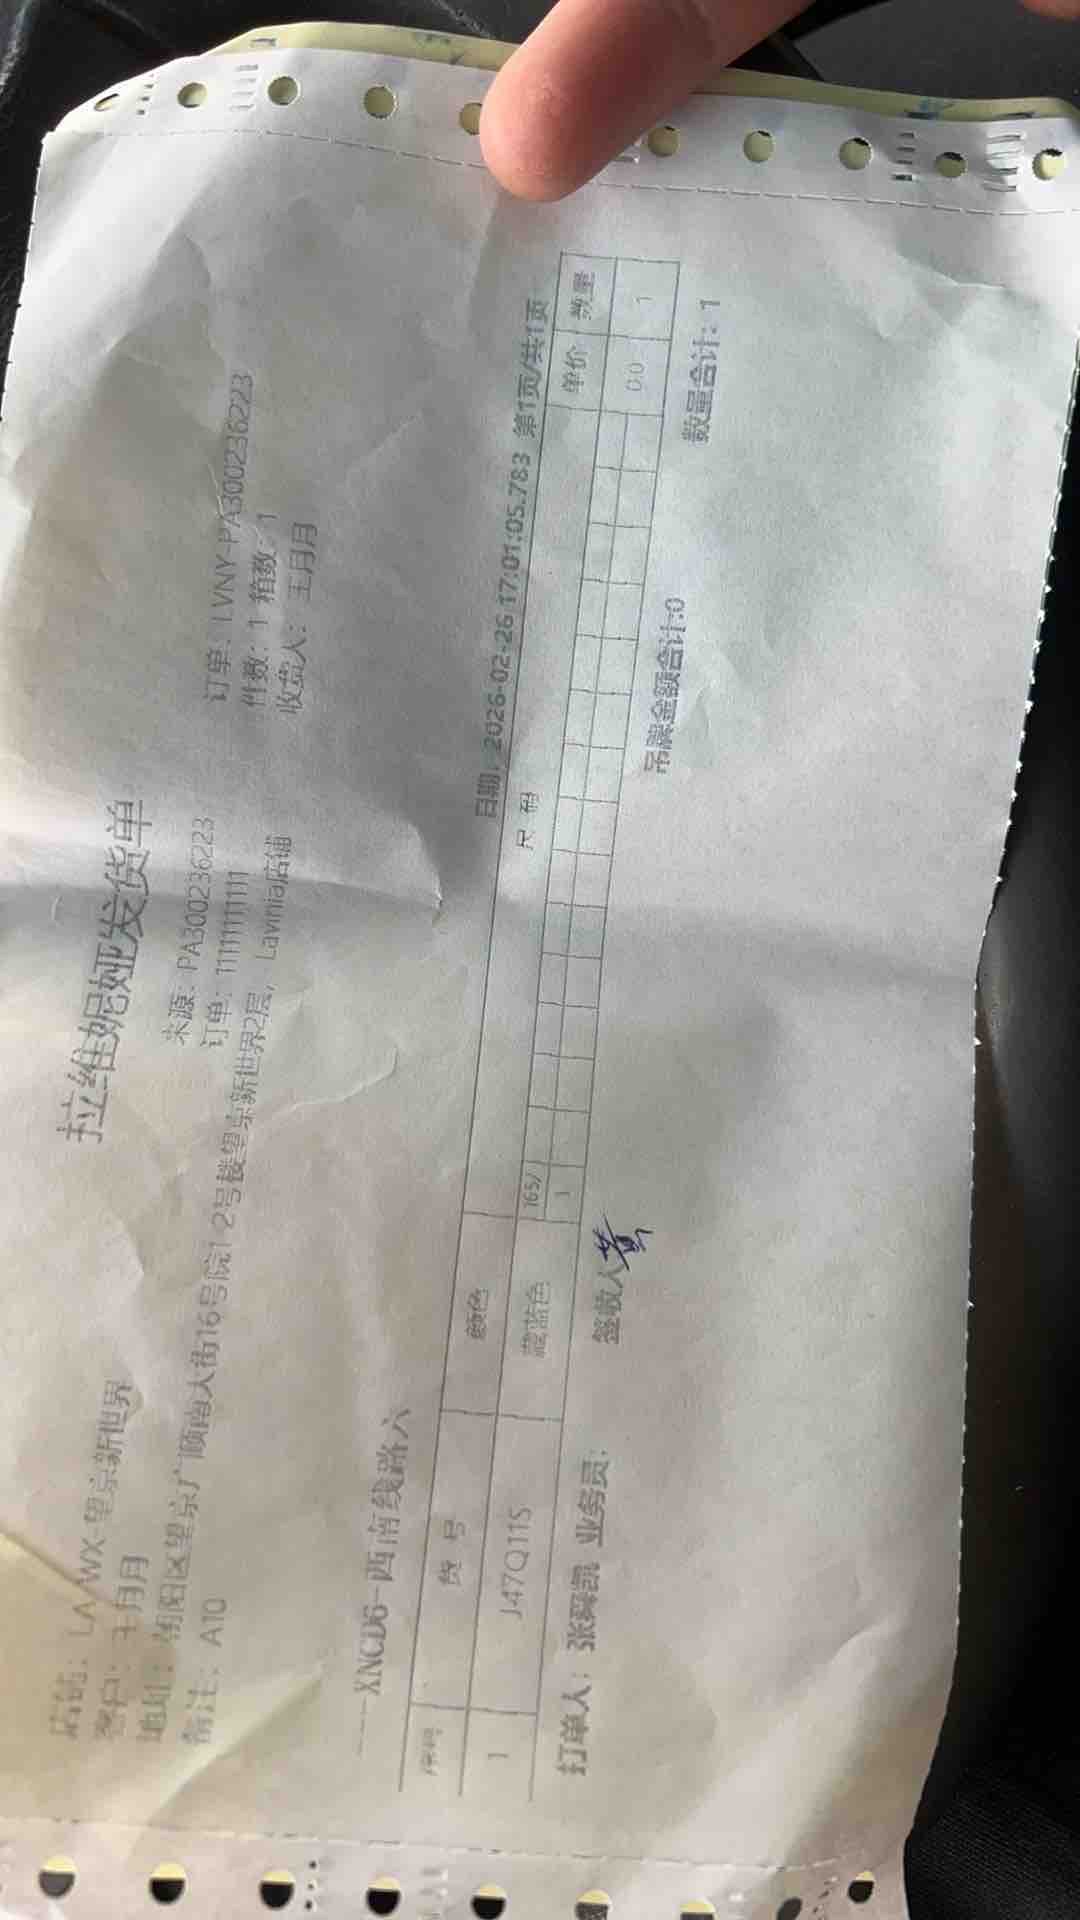 拉维妮娅发货单
店铺：LA-WX-望京新世界 来源：PA300236223 订单：LVNY-PA300236223
客户：王月月 订单：11111111111 件数：1 箱数：1
地址：朝阳区望京广顺南大街16号院1 2号楼望京新世界2层，Lavinia店铺 收货人：王月月
备注：A10
----XNCD6-西南线路六 日期：2026-02-26 17:01:05.783 第1页/共1页
序号 货 号 颜色 尺 码 单价 数量
165/
1 J47Q11S 藏蓝色 1 0.0 1
打单人：张舜凯 业务员： 签收人 黄 吊牌金额合计:0 数量合计: 1